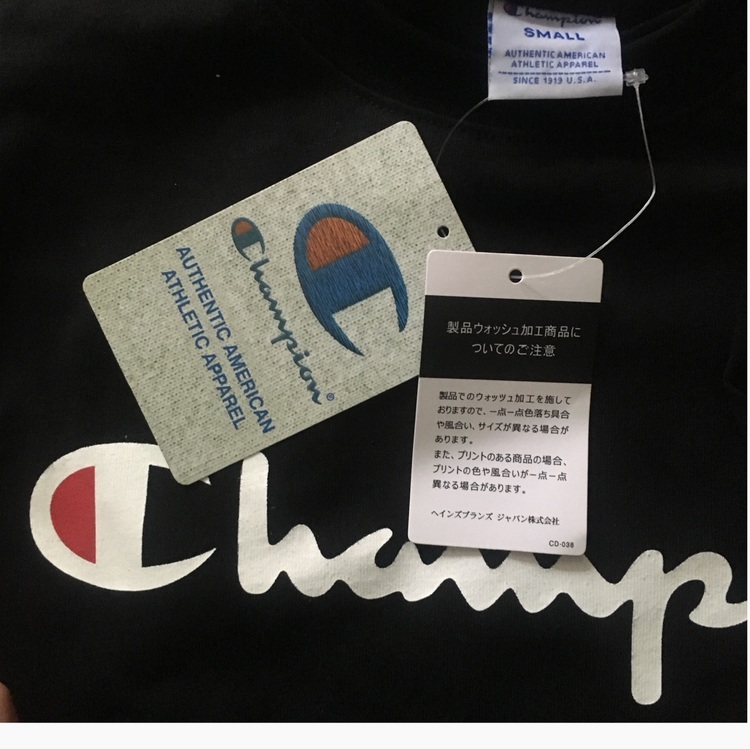 Champion
SMALL
AUTHENTIC AMERICAN
ATHLETIC APPAREL
SINCE 1919 U.S.A.
Champion®
AUTHENTIC AMERICAN
ATHLETIC APPAREL
製品ウォッシュ加工商品に
ついてのご注意
製品でのウォッシュ加工を施して
おりますので、一点一点色落ち具合
や風合い、サイズが異なる場合が
あります。
また、プリントのある商品の場合、
プリントの色や風合いが一点一点
異なる場合があります。
ヘインズブランズ ジャパン株式会社
CD-038
Champ